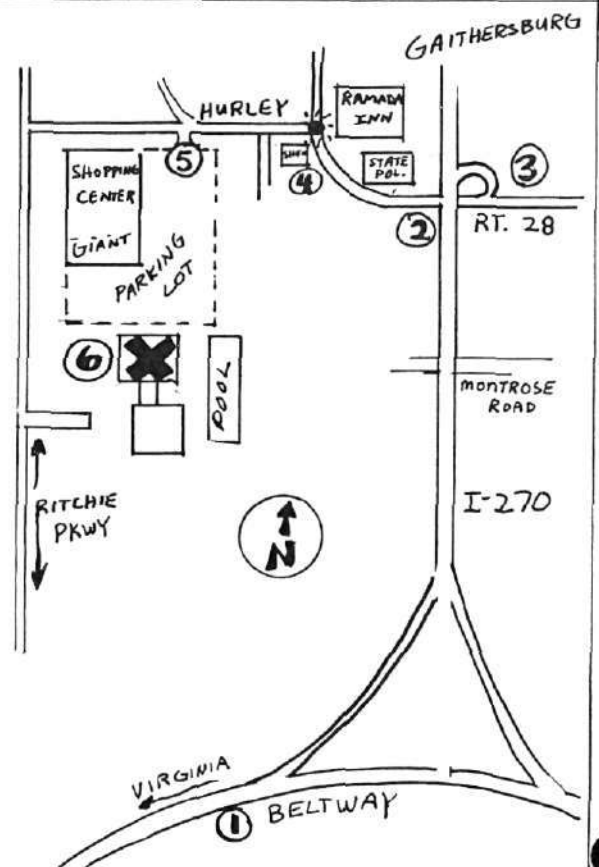 GAITHERSBURG
HURLEY
RAMADA
INN
5
SHOPPING
CENTER
GIANT
PARKING
LOT
4
STATE
POL.
3
2
RT. 28
6
POOL
MONTROSE
ROAD
RITCHIE
PKWY
N
I-270
VIRGINIA
1
BELTWAY